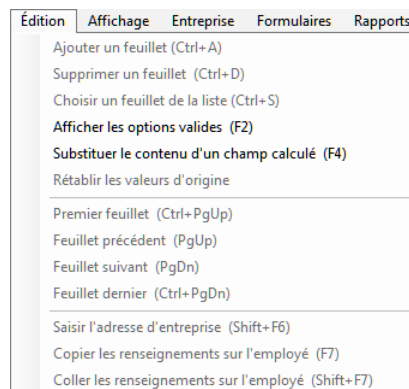 Édition Affichage Entreprise Formulaires Rapports
Ajouter un feuillet (Ctrl+A)
Supprimer un feuillet (Ctrl+D)
Choisir un feuillet de la liste (Ctrl+S)
Afficher les options valides (F2)
Substituer le contenu d'un champ calculé (F4)
Rétablir les valeurs d'origine
Premier feuillet (Ctrl+PgUp)
Feuillet précédent (PgUp)
Feuillet suivant (PgDn)
Feuillet dernier (Ctrl+PgDn)
Saisir l'adresse d'entreprise (Shift+F6)
Copier les renseignements sur l'employé (F7)
Coller les renseignements sur l'employé (Shift+F7)